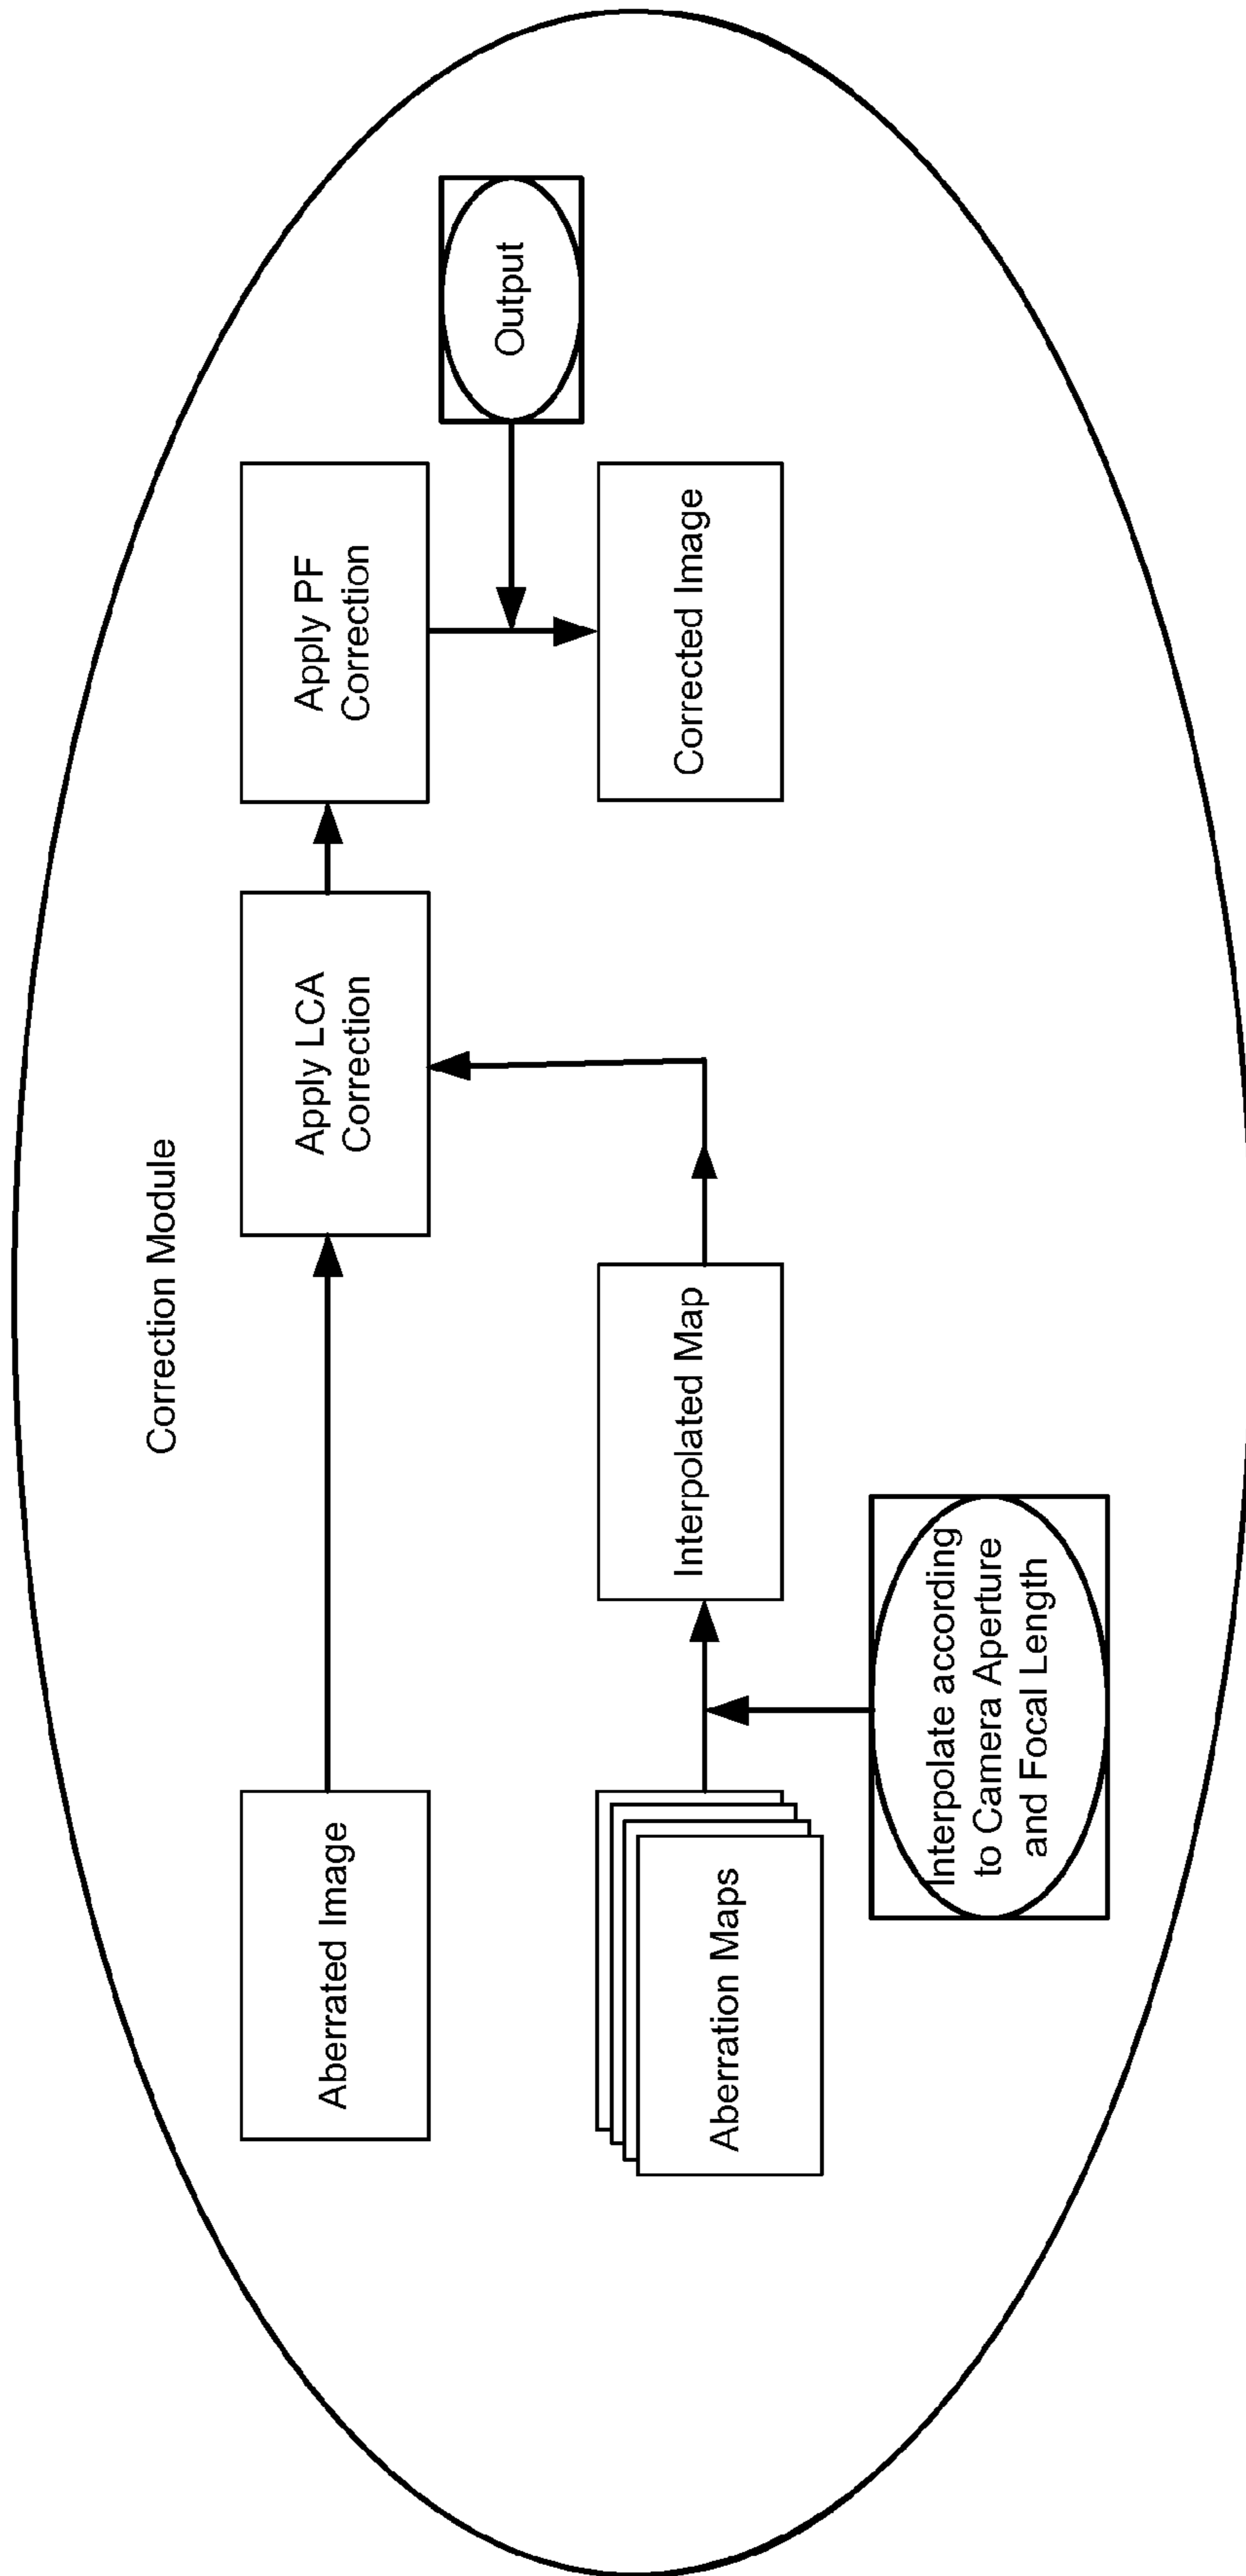 Correction Module
Aberrated Image
Apply LCA
Correction
Apply PF
Correction
Output
Aberration Maps
Interpolated Map
Corrected Image
Interpolate according
to Camera Aperture
and Focal Length